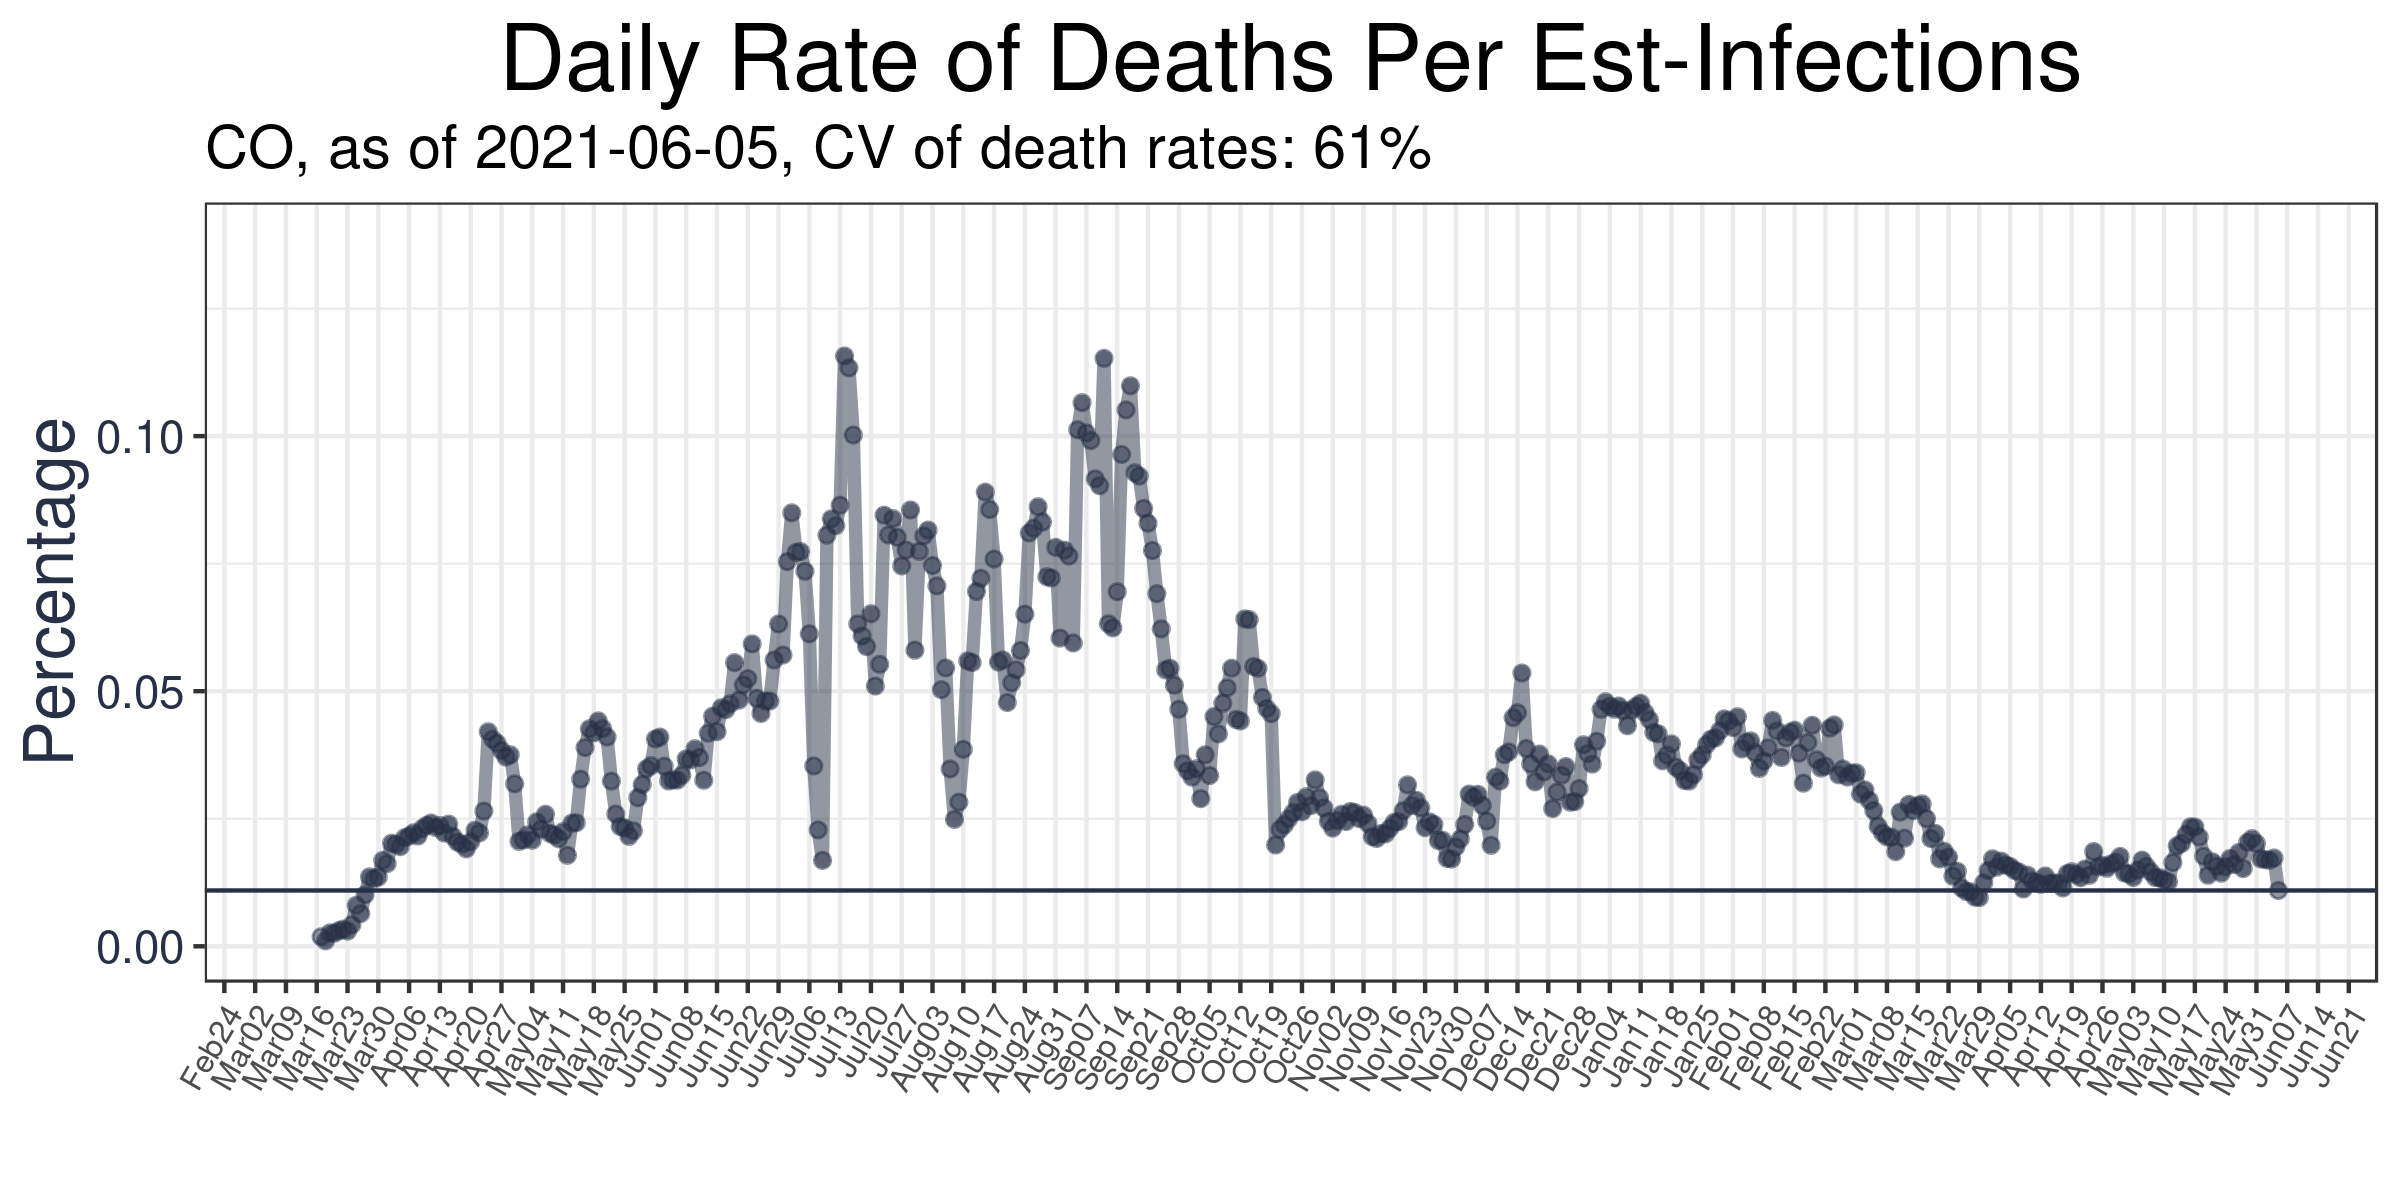 Daily Rate of Deaths Per Est-Infections
CO, as of 2021-06-05, CV of death rates: 61%
Percentage
0.10
0.05
0.00
Feb24
Mar02
Mar09
Mar16
Mar23
Mar30
Apr06
Apr13
Apr20
Apr27
May04
May11
May18
May25
Jun01
Jun08
Jun15
Jun22
Jun29
Jul06
Jul13
Jul20
Jul27
Aug03
Aug10
Aug17
Aug24
Aug31
Sep07
Sep14
Sep21
Sep28
Oct05
Oct12
Oct19
Oct26
Nov02
Nov09
Nov16
Nov23
Nov30
Dec07
Dec14
Dec21
Dec28
Jan04
Jan11
Jan18
Jan25
Feb01
Feb08
Feb15
Feb22
Mar01
Mar08
Mar15
Mar22
Mar29
Apr05
Apr12
Apr19
Apr26
May03
May10
May17
May24
May31
Jun07
Jun14
Jun21